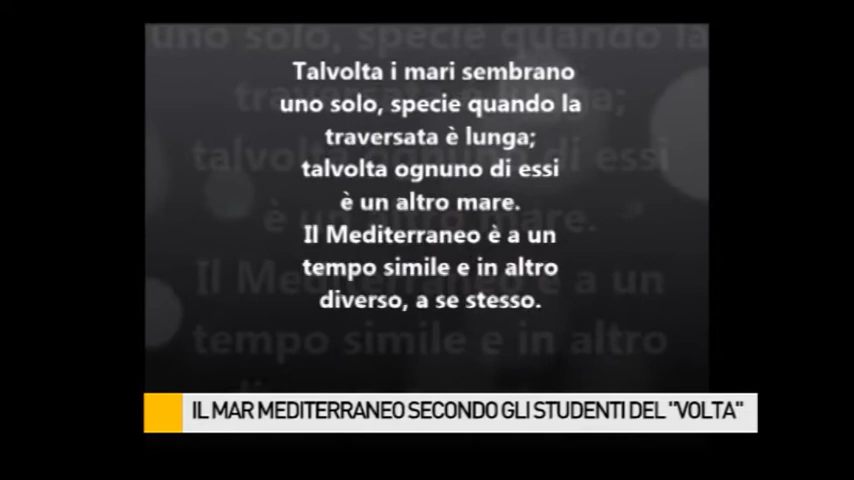 Talvolta i mari sembrano
uno solo, specie quando la
traversata è lunga;
talvolta ognuno di essi
è un altro mare.
Il Mediterraneo è a un
tempo simile e in altro
diverso, a se stesso.
IL MAR MEDITERRANEO SECONDO GLI STUDENTI DEL "VOLTA"